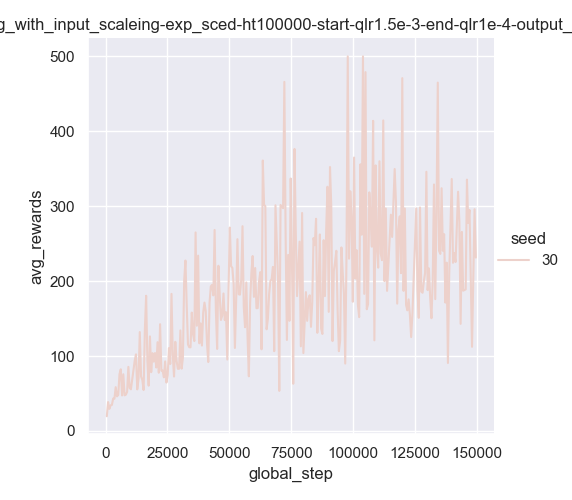 g_with_input_scaleing-exp_sced-ht100000-start-qlr1.5e-3-end-qlr1e-4-output_
500
400
300
200
100
0
avg_rewards
0 25000 50000 75000 100000 125000 150000
global_step
seed
30